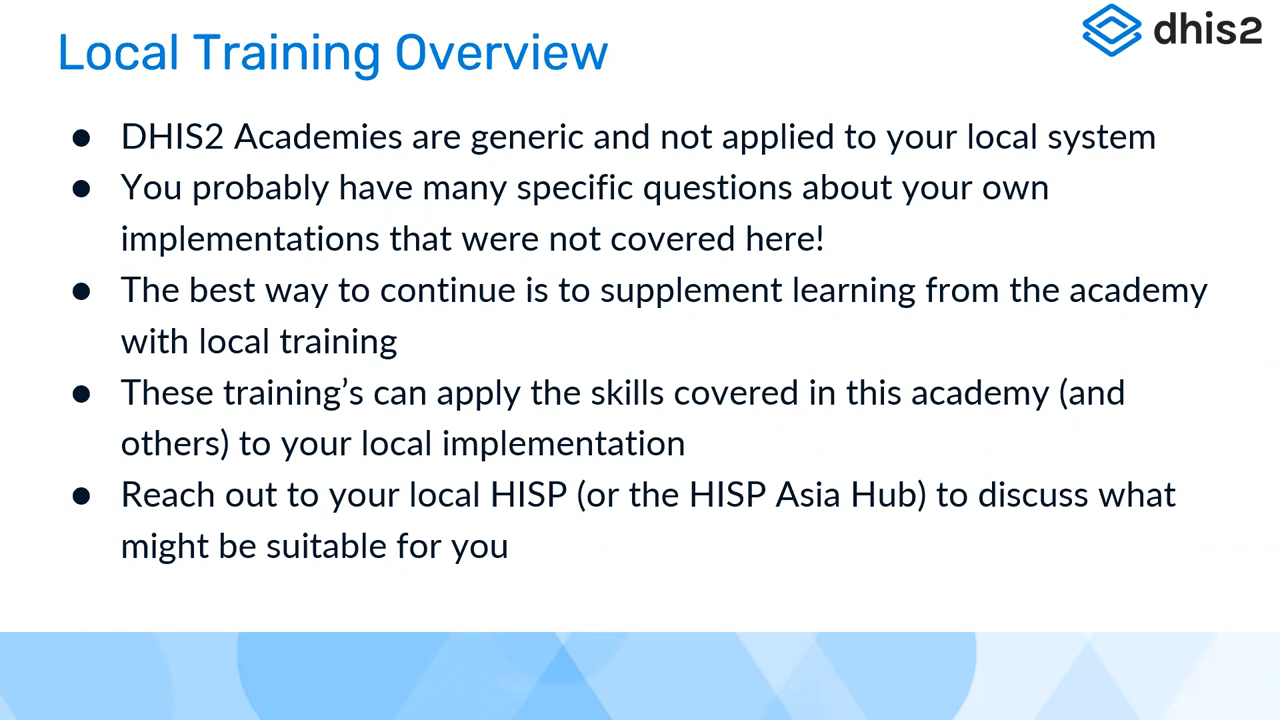 Local Training Overview
dhis2
● DHIS2 Academies are generic and not applied to your local system
● You probably have many specific questions about your own
implementations that were not covered here!
● The best way to continue is to supplement learning from the academy
with local training
● These training’s can apply the skills covered in this academy (and
others) to your local implementation
● Reach out to your local HISP (or the HISP Asia Hub) to discuss what
might be suitable for you